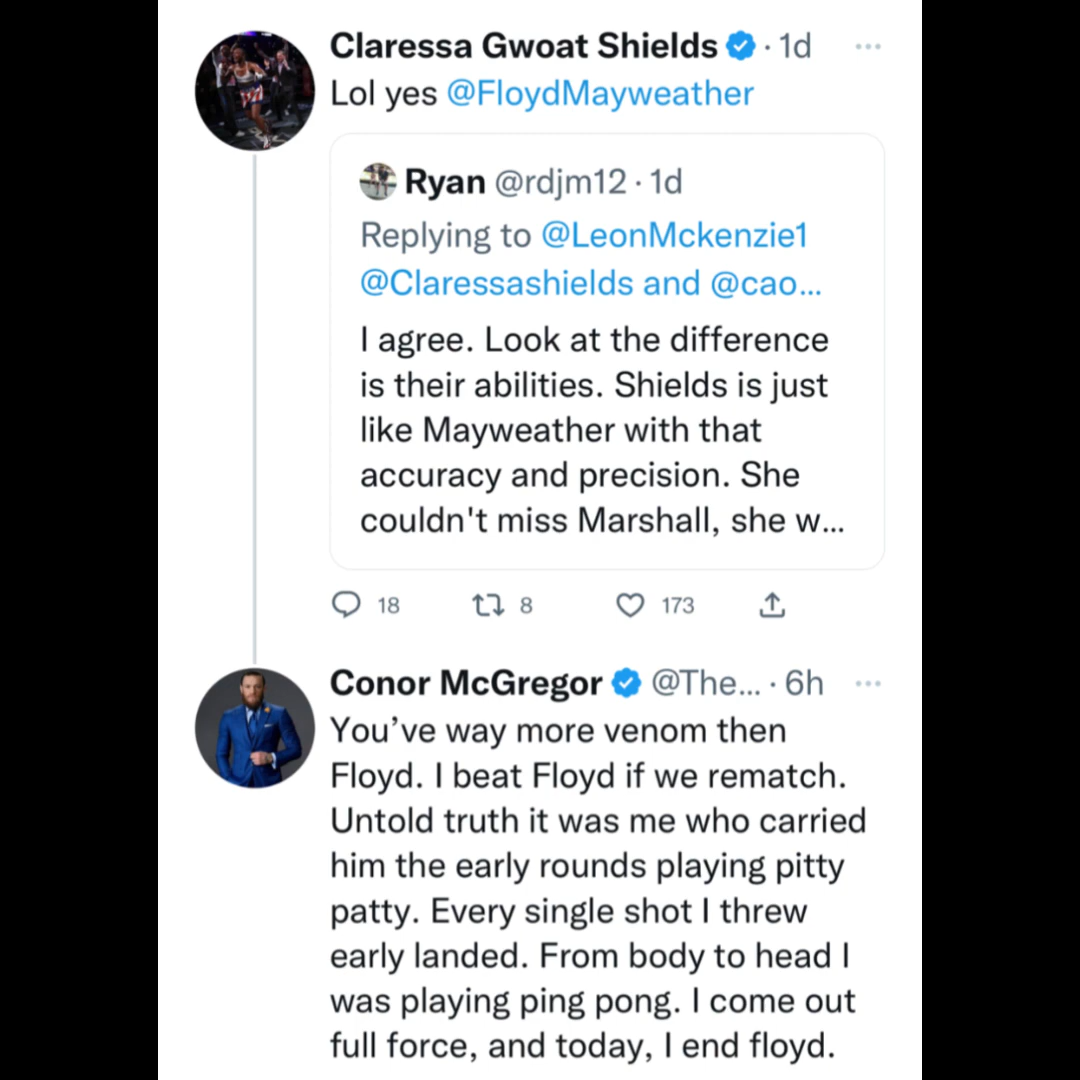 Claressa Gwoat Shields · 1d
Lol yes @FloydMayweather
Ryan @rdjm12 · 1d
Replying to @LeonMckenzie1
@Claressashields and @cao...
I agree. Look at the difference
is their abilities. Shields is just
like Mayweather with that
accuracy and precision. She
couldn't miss Marshall, she w...
18 8 173
Conor McGregor @The... · 6h
You’ve way more venom then
Floyd. I beat Floyd if we rematch.
Untold truth it was me who carried
him the early rounds playing pitty
patty. Every single shot I threw
early landed. From body to head I
was playing ping pong. I come out
full force, and today, I end floyd.